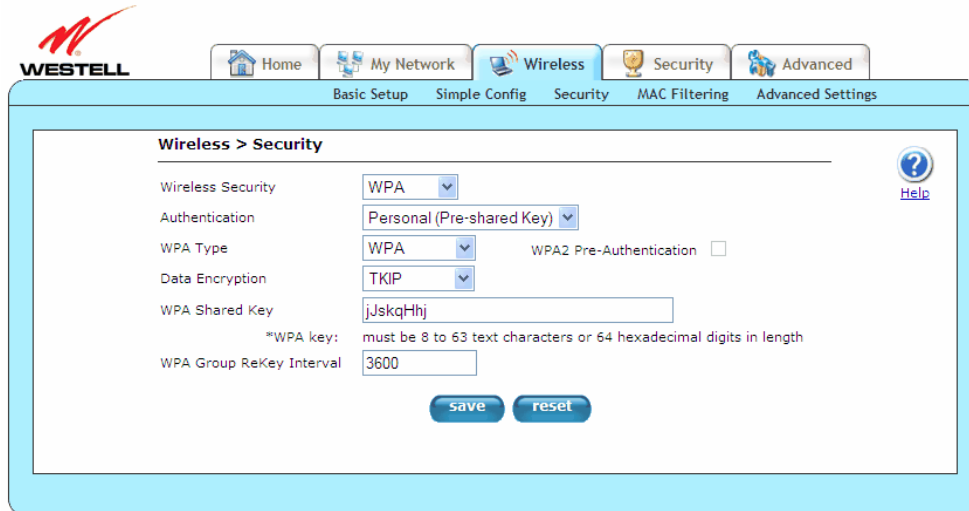 WESTELL
Home My Network Wireless Security Advanced
Basic Setup Simple Config Security MAC Filtering Advanced Settings
Wireless > Security
Help
Wireless Security WPA
Authentication Personal (Pre-shared Key)
WPA Type WPA WPA2 Pre-Authentication
Data Encryption TKIP
WPA Shared Key jJskqHhj
*WPA key: must be 8 to 63 text characters or 64 hexadecimal digits in length
WPA Group ReKey Interval 3600
save reset